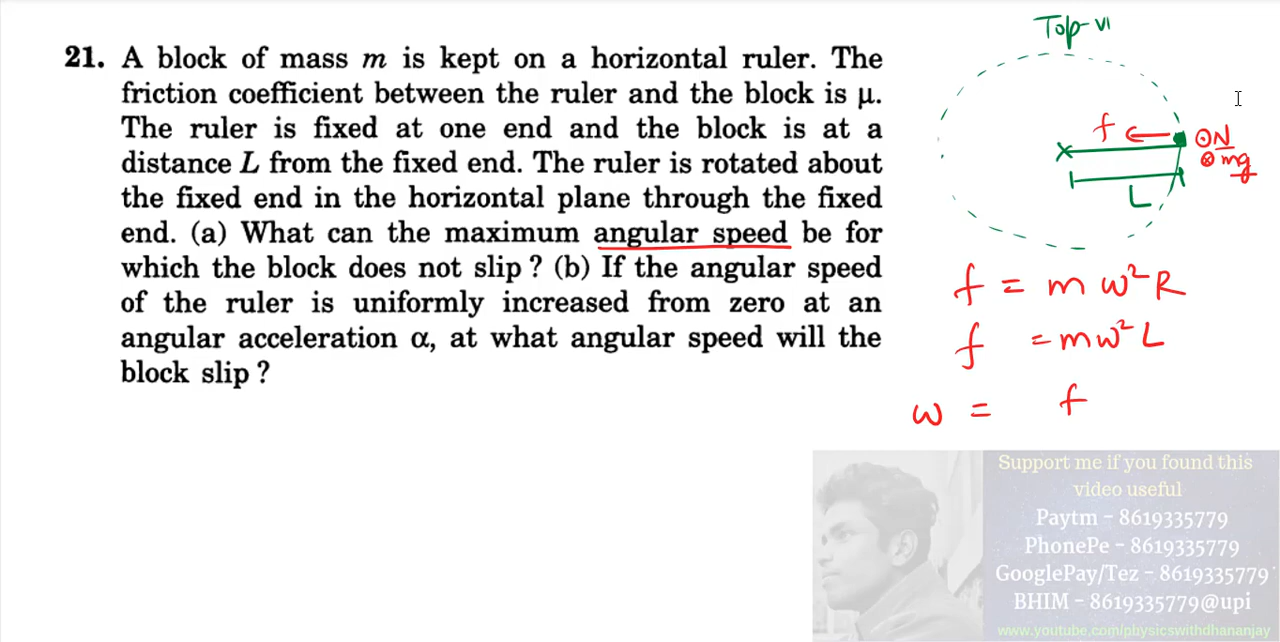 21. A block of mass m is kept on a horizontal ruler. The
friction coefficient between the ruler and the block is μ.
The ruler is fixed at one end and the block is at a
distance L from the fixed end. The ruler is rotated about
the fixed end in the horizontal plane through the fixed
end. (a) What can the maximum angular speed be for
which the block does not slip ? (b) If the angular speed
of the ruler is uniformly increased from zero at an
angular acceleration α, at what angular speed will the
block slip ?
Top-vi
f
⊙N
⊗mg
L
f = mω²R
f = mω²L
ω = f
Support me if you found this
video useful
Paytm - 8619335779
PhonePe - 8619335779
GooglePay/Tez - 8619335779
BHIM - 8619335779@upi
www.youtube.com/physicswithdhananjay